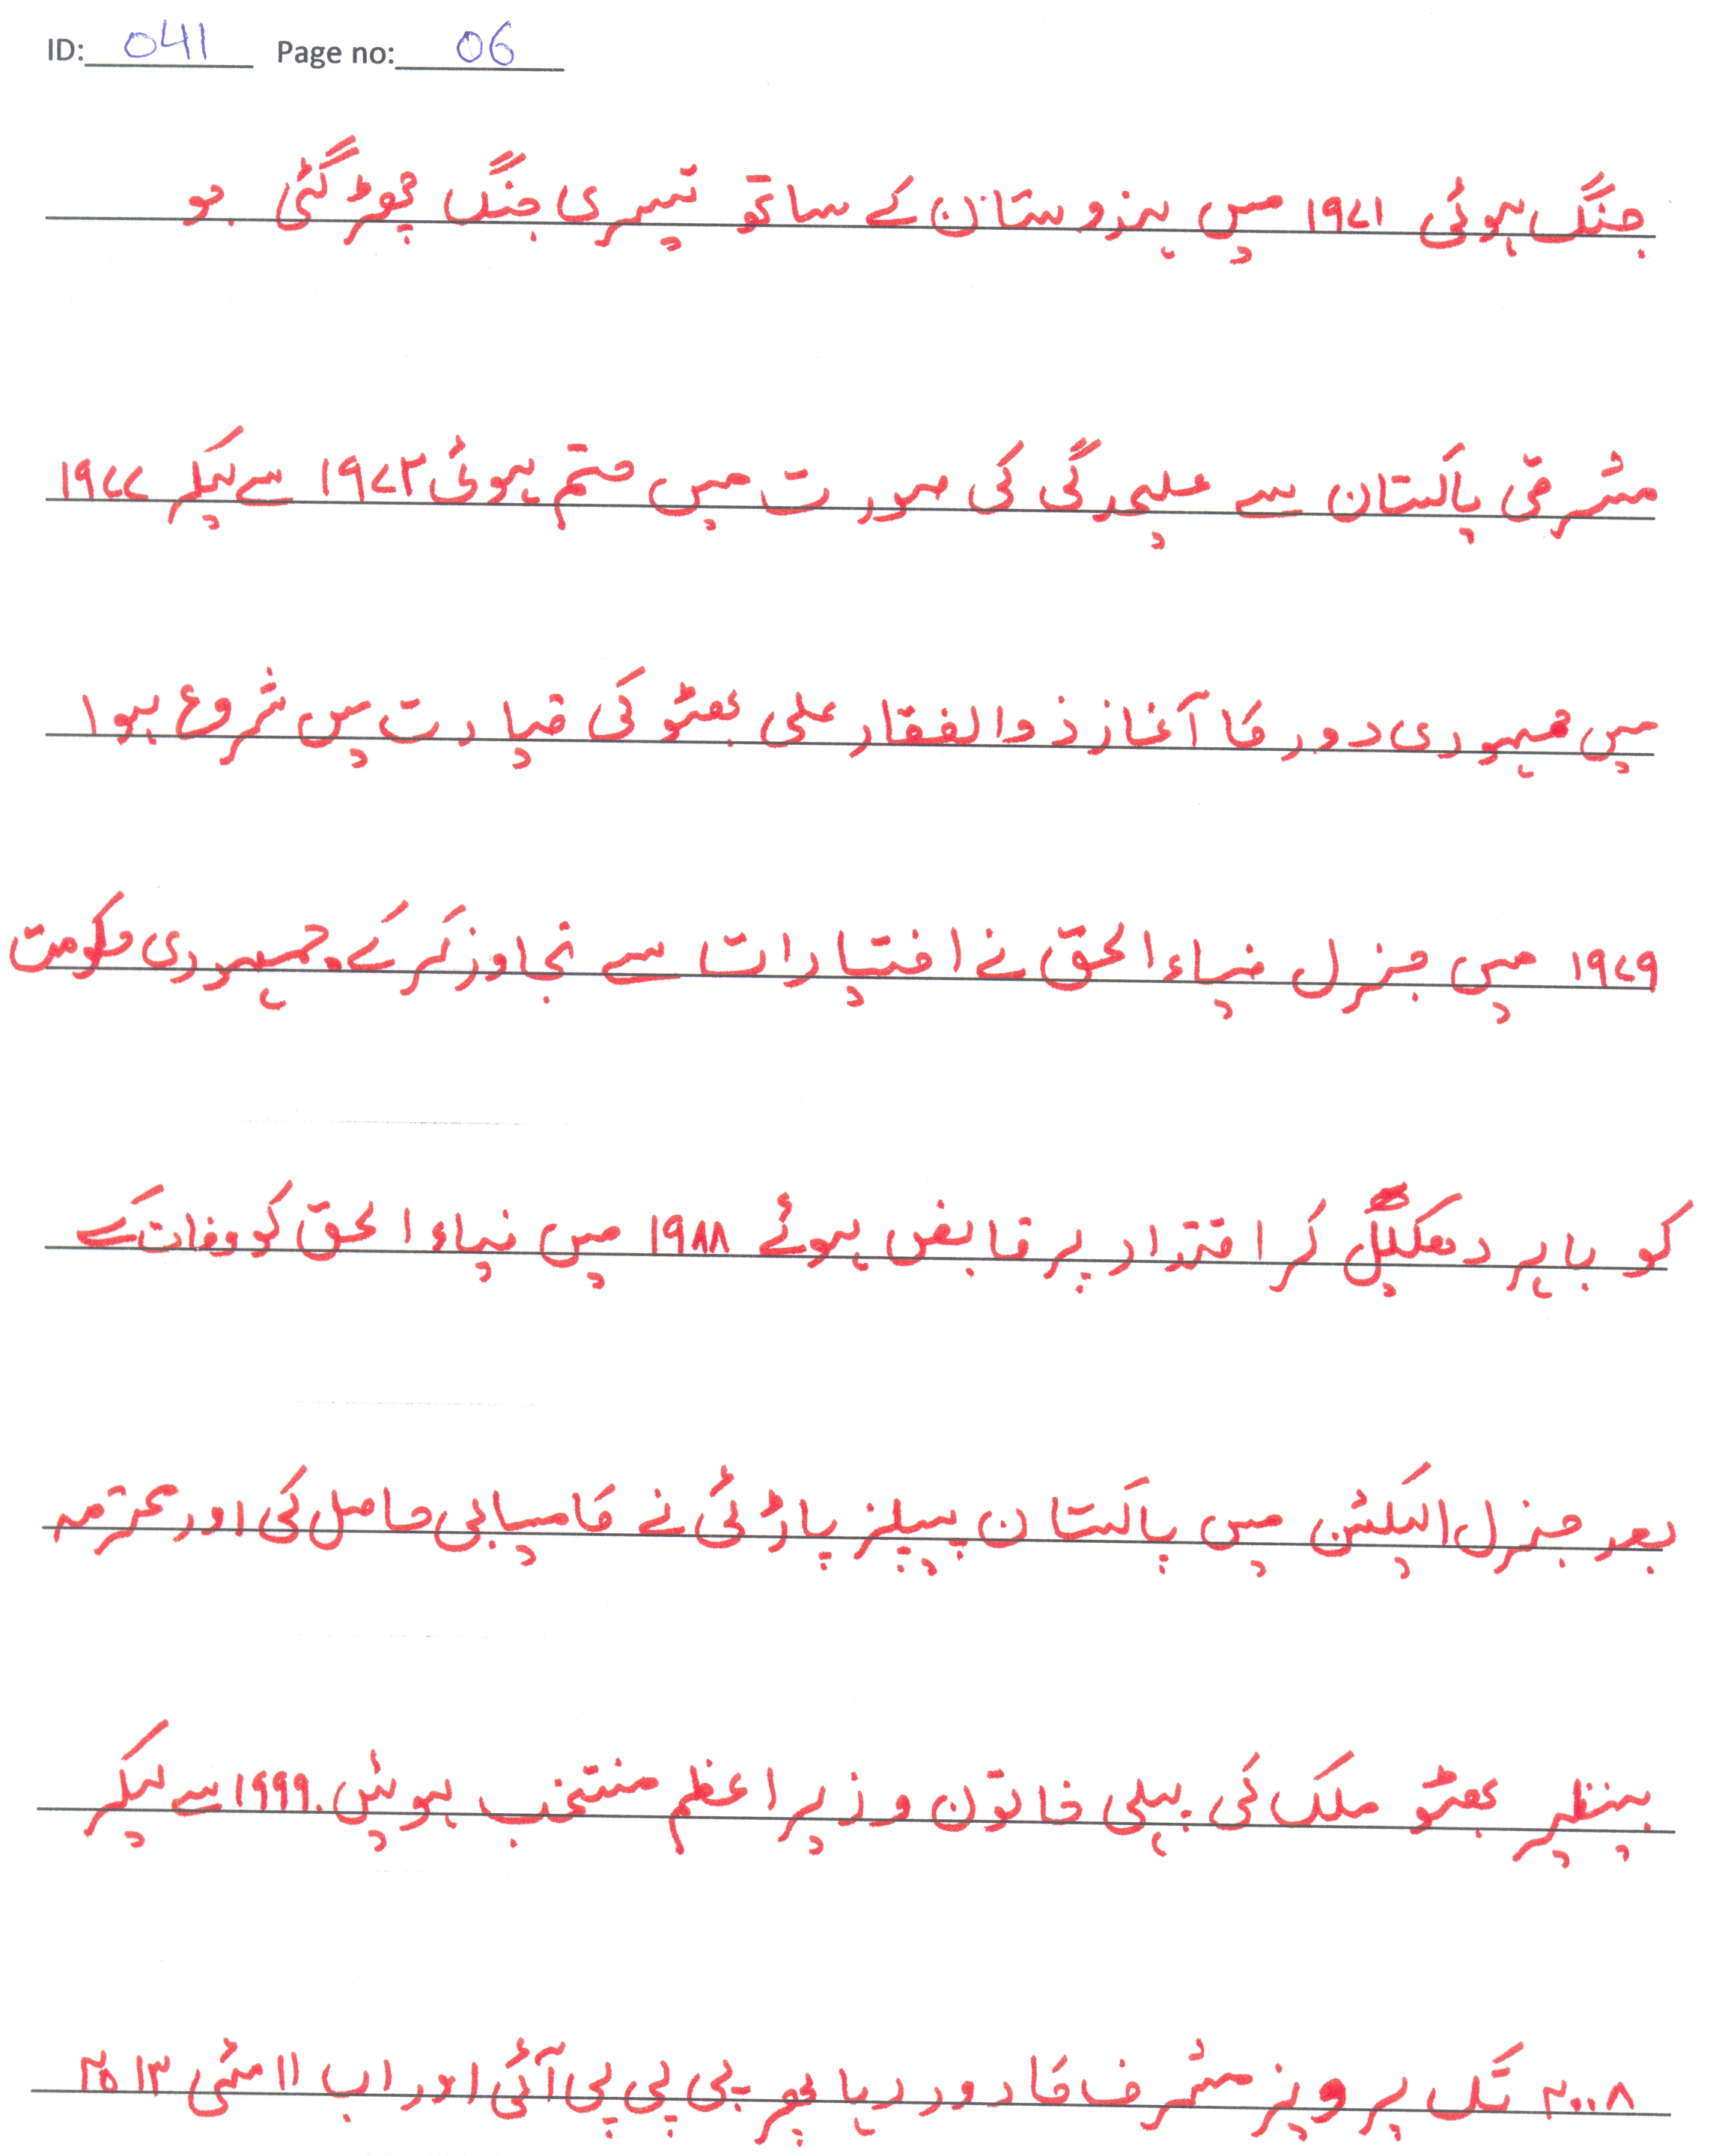 ID: 041 Page no: 06
جنگ ہوئی ۱۹۷۱ میں ہندوستان کے ساتھ تیسری جنگ چھڑ گئی جو
مشرقی پاکستان سے علیحدگی کی صورت میں ختم ہوئی ۱۹۷۲ سے لیکر ۱۹۷۷
میں جمہوری دور کا آغاز ذوالفقار علی بھٹو کی قیادت میں شروع ہوا
۱۹۷۹ میں جنرل ضیاء الحق نے اختیارات سے تجاوز کر کے جمہوری حکومت
کو باہر دھکیل کر اقتدار پر قابض ہوئے ۱۹۸۸ میں ضیاء الحق کو وفات کے
بعد جنرل الیکشن میں پاکستان پیپلز پارٹی نے کامیابی حاصل کی اور محترمہ
بینظیر بھٹو ملک کی پہلی خاتون وزیر اعظم منتخب ہوئیں. ۱۹۹۹ سے لیکر
۲۰۰۸ تک پرویز مشرف کا دور رہا پھر پی پی پی آئی اور اب ۱۱ مئی ۲۰۱۳